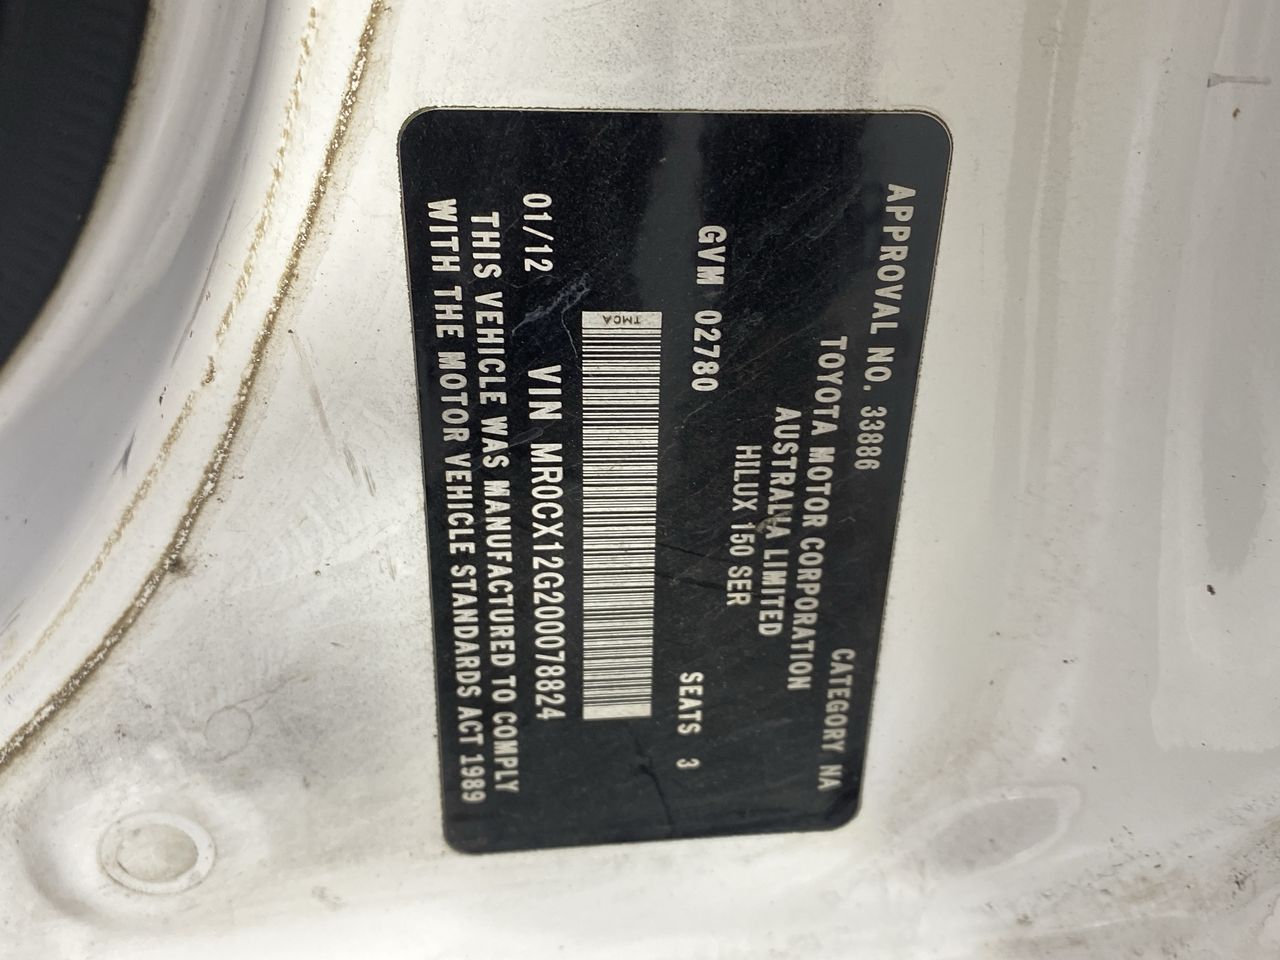 APPROVAL NO. 33886 CATEGORY NA
TOYOTA MOTOR CORPORATION
AUSTRALIA LIMITED
HILUX 150 SER
GVM 02780 SEATS 3
TMCA
01/12 VIN MR0CX12G200078824
THIS VEHICLE WAS MANUFACTURED TO COMPLY
WITH THE MOTOR VEHICLE STANDARDS ACT 1989